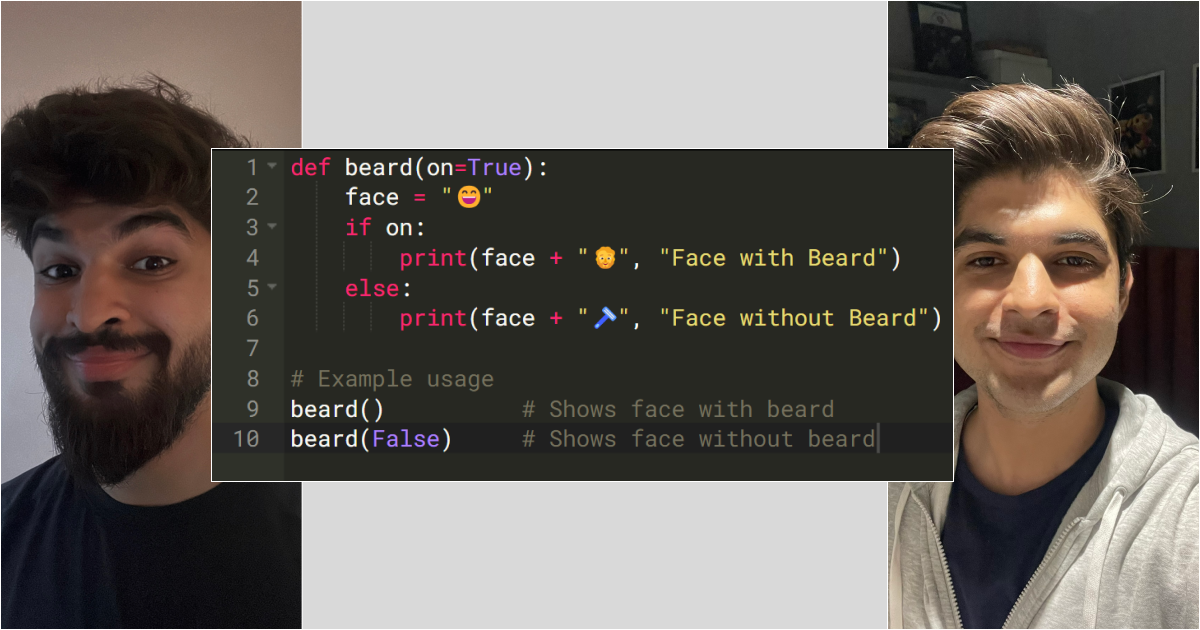 1 def beard(on=True):
2 face = "😄"
3 if on:
4 print(face + "🧔", "Face with Beard")
5 else:
6 print(face + "🪒", "Face without Beard")
7
8 # Example usage
9 beard() # Shows face with beard
10 beard(False) # Shows face without beard